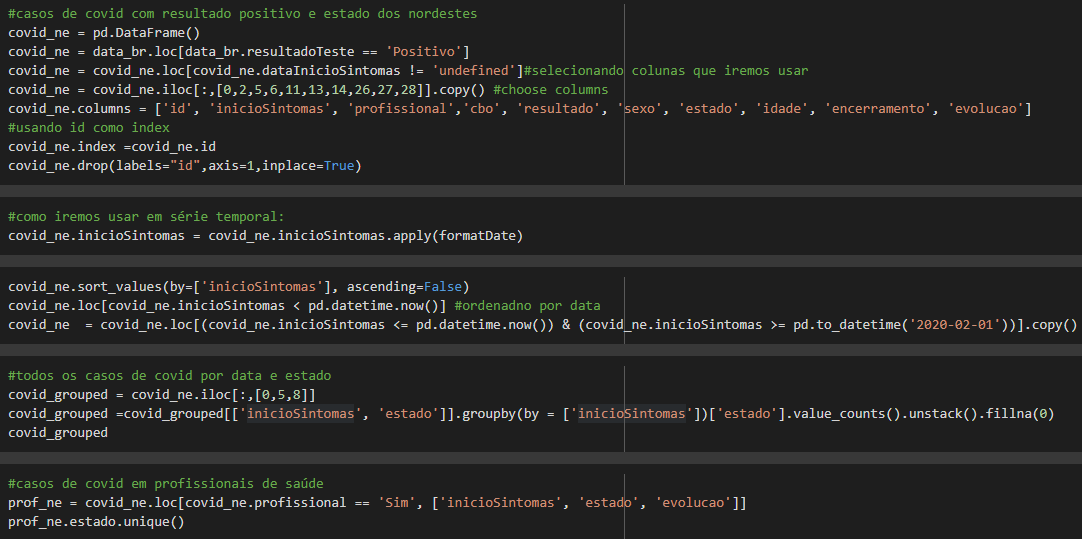 #casos de covid com resultado positivo e estado dos nordestes
covid_ne = pd.DataFrame()
covid_ne = data_br.loc[data_br.resultadoTeste == 'Positivo']
covid_ne = covid_ne.loc[covid_ne.dataInicioSintomas != 'undefined']#selecionando colunas que iremos usar
covid_ne = covid_ne.iloc[:,[0,2,5,6,11,13,14,26,27,28]].copy() #choose columns
covid_ne.columns = ['id', 'inicioSintomas', 'profissional','cbo', 'resultado', 'sexo', 'estado', 'idade', 'encerramento', 'evolucao']
#usando id como index
covid_ne.index =covid_ne.id
covid_ne.drop(labels="id",axis=1,inplace=True)
#como iremos usar em série temporal:
covid_ne.inicioSintomas = covid_ne.inicioSintomas.apply(formatDate)
covid_ne.sort_values(by=['inicioSintomas'], ascending=False)
covid_ne.loc[covid_ne.inicioSintomas < pd.datetime.now()] #ordenadno por data
covid_ne  = covid_ne.loc[(covid_ne.inicioSintomas <= pd.datetime.now()) & (covid_ne.inicioSintomas >= pd.to_datetime('2020-02-01'))].copy()
#todos os casos de covid por data e estado
covid_grouped = covid_ne.iloc[:,[0,5,8]]
covid_grouped =covid_grouped[['inicioSintomas', 'estado']].groupby(by = ['inicioSintomas'])['estado'].value_counts().unstack().fillna(0)
covid_grouped
#casos de covid em profissionais de saúde
prof_ne = covid_ne.loc[covid_ne.profissional == 'Sim', ['inicioSintomas', 'estado', 'evolucao']]
prof_ne.estado.unique()